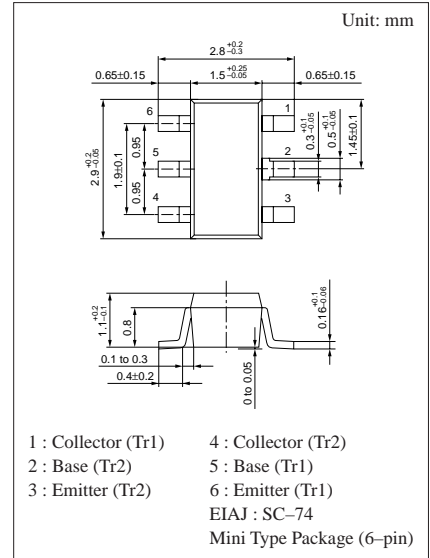 Unit: mm
2.8 +0.2 −0.3
0.65±0.15 1.5 +0.25 −0.05 0.65±0.15
6 1
5 2
4 3
2.9 +0.2 −0.05
1.9±0.1
0.95
0.95
0.3 +0.1 −0.05
0.5 +0.1 −0.05
1.45±0.1
1.1 +0.2 −0.1
0.8
0.16 +0.1 −0.06
0.1 to 0.3
0.4±0.2
0 to 0.05
1 : Collector (Tr1) 4 : Collector (Tr2)
2 : Base (Tr2) 5 : Base (Tr1)
3 : Emitter (Tr2) 6 : Emitter (Tr1)
EIAJ : SC–74
Mini Type Package (6–pin)